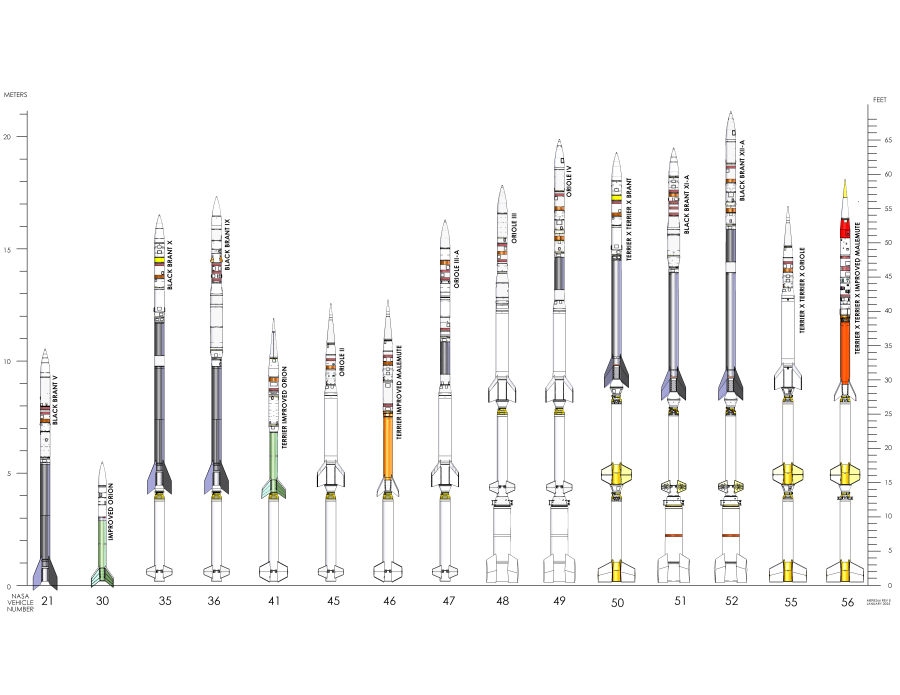 METERS
FEET
20
15
10
5
0
65
60
55
50
45
40
35
30
25
20
15
10
5
0
BLACK BRANT V
IMPROVED ORION
BLACK BRANT X
BLACK BRANT IX
TERRIER IMPROVED ORION
ORIOLE II
TERRIER IMPROVED MALEMUTE
ORIOLE III-A
ORIOLE III
ORIOLE IV
TERRIER X TERRIER X BRANT
BLACK BRANT XI-A
BLACK BRANT XII-A
TERRIER X TERRIER X ORIOLE
TERRIER X TERRIER X IMPROVED MALEMUTE
NASA
VEHICLE
NUMBER
21
30
35
36
41
45
46
47
48
49
50
51
52
55
56